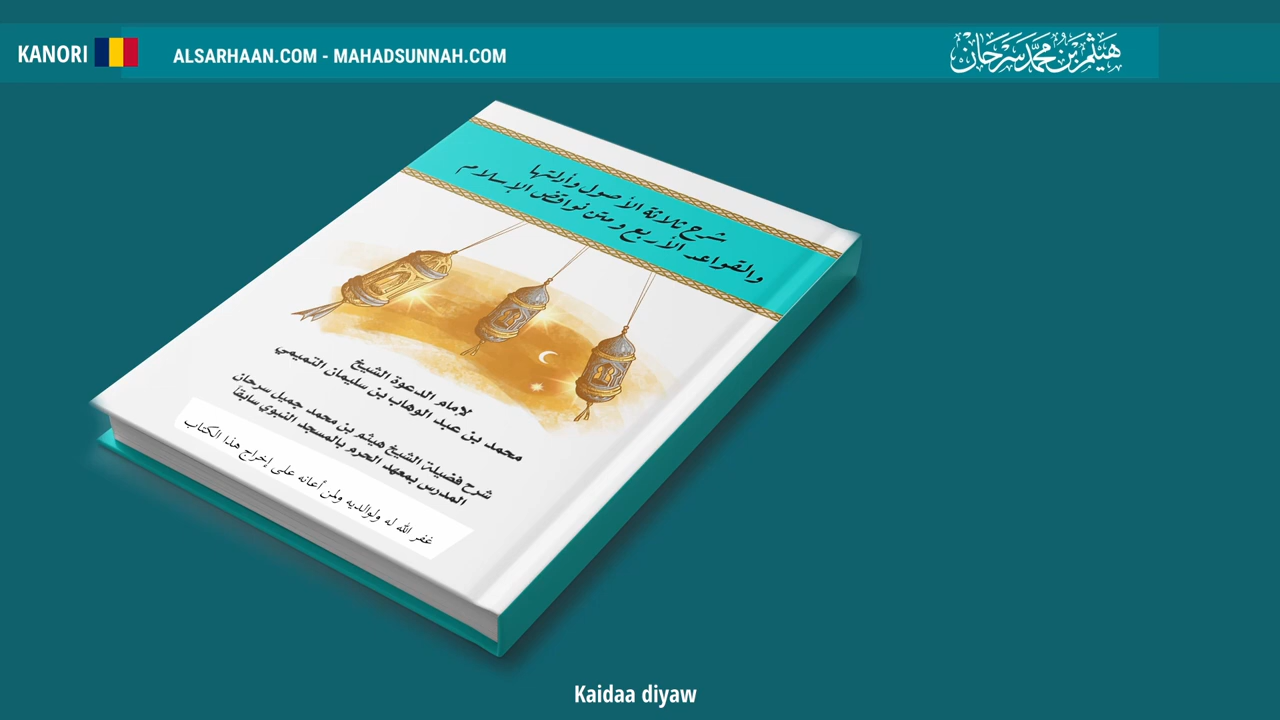 KANORI
ALSARHAAN.COM - MAHADSUNNAH.COM
هيثم بن محمد سرحان
شرح ثلاثة الأصول وأدلتها
والقواعد الأربع ومتن نواقض الإسلام
لإمام الدعوة الشيخ
محمد بن عبد الوهاب بن سليمان التميمي
شرح فضيلة الشيخ هيثم بن محمد جميل سرحان
المدرس بمعهد الحرم بالمسجد النبوي سابقاً
غفر الله له ولوالديه ولمن أعانه على إخراج هذا الكتاب
Kaidaa diyaw